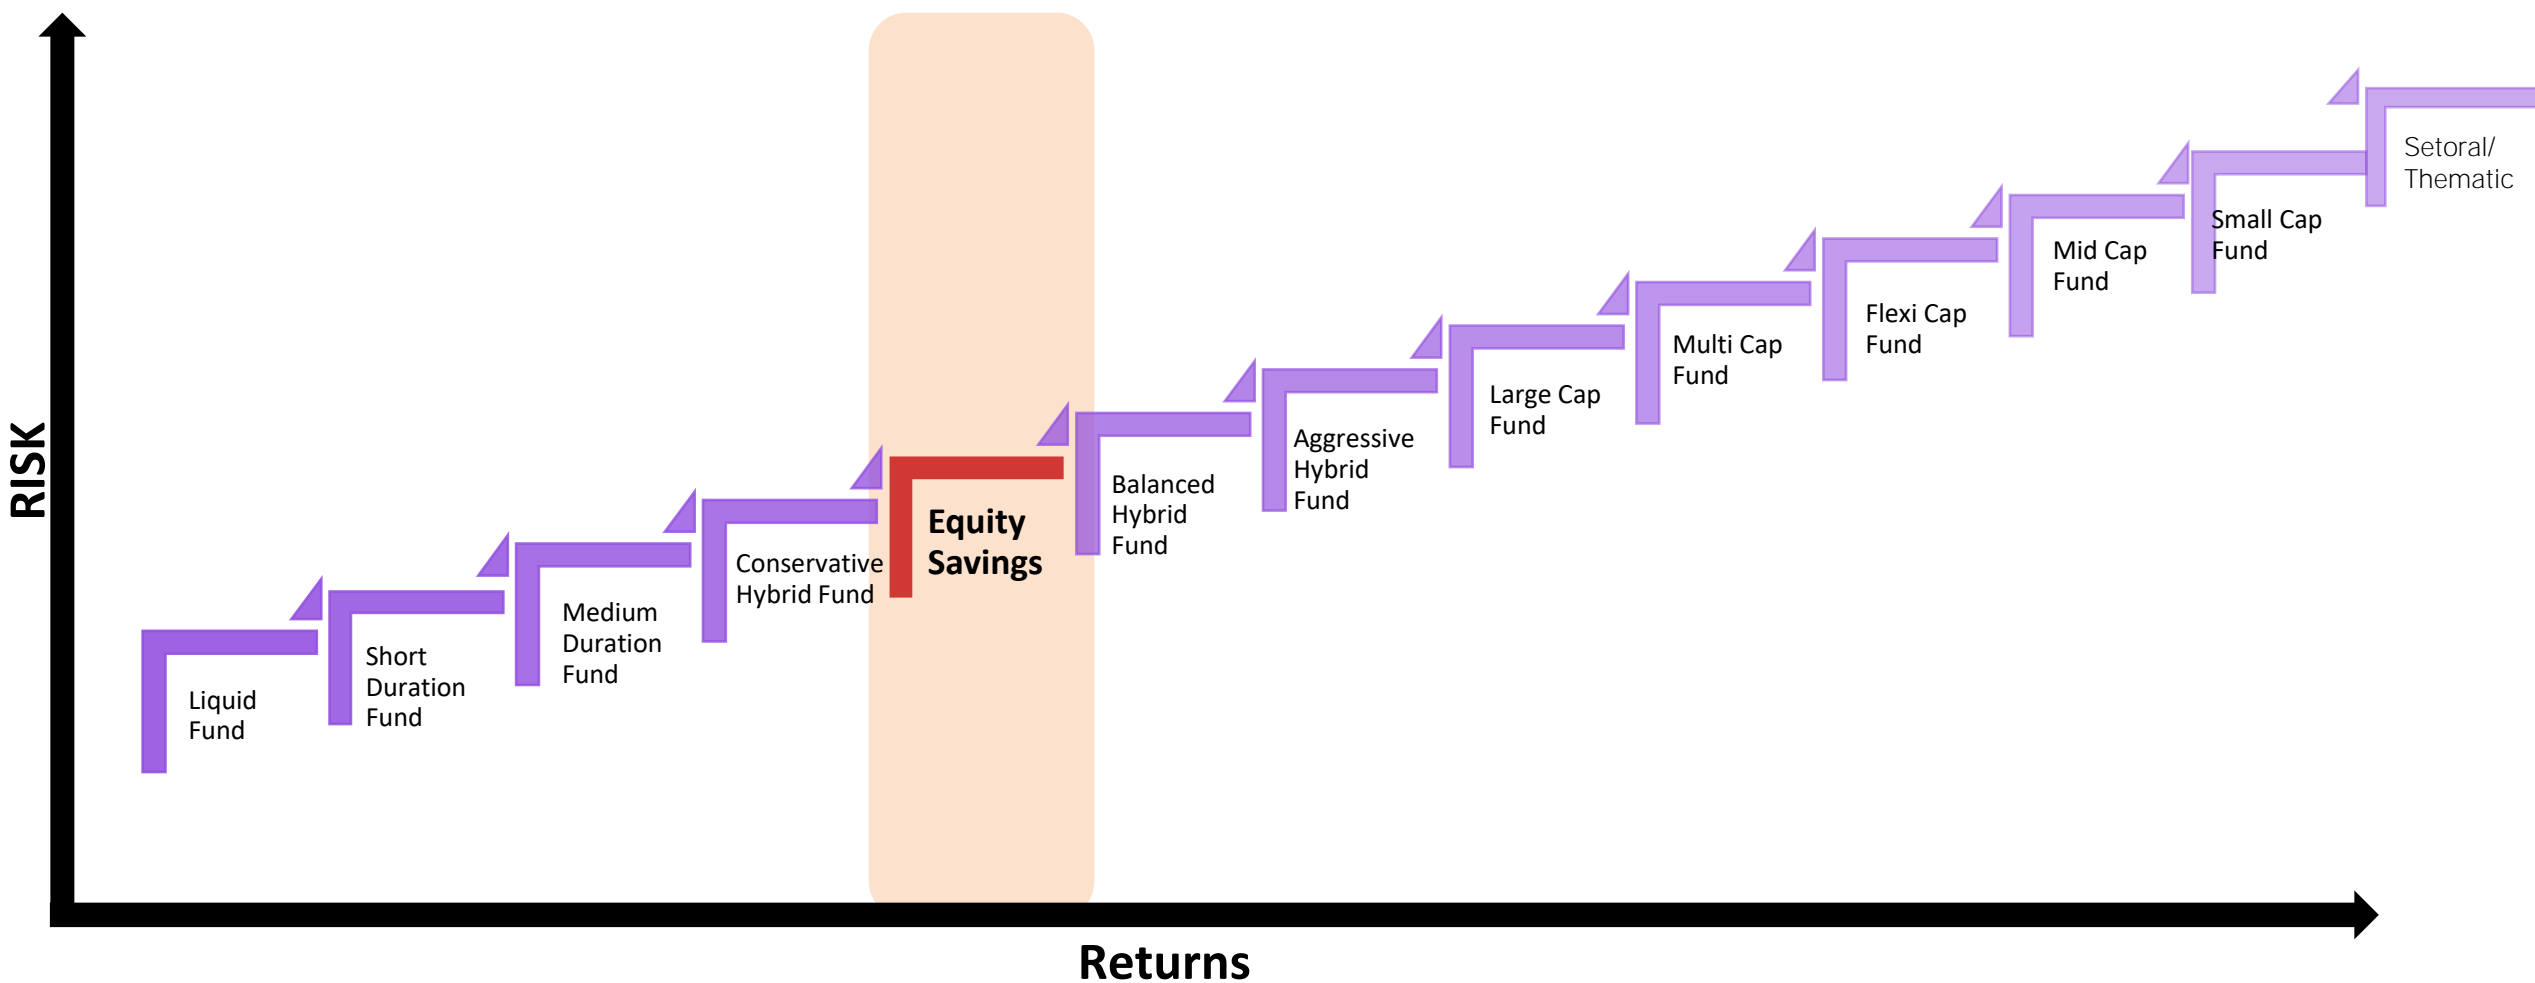 RISK
Liquid
Fund
Short
Duration
Fund
Medium
Duration
Fund
Conservative
Hybrid Fund
Equity
Savings
Balanced
Hybrid
Fund
Aggressive
Hybrid
Fund
Large Cap
Fund
Multi Cap
Fund
Flexi Cap
Fund
Mid Cap
Fund
Small Cap
Fund
Setoral/
Thematic
Returns